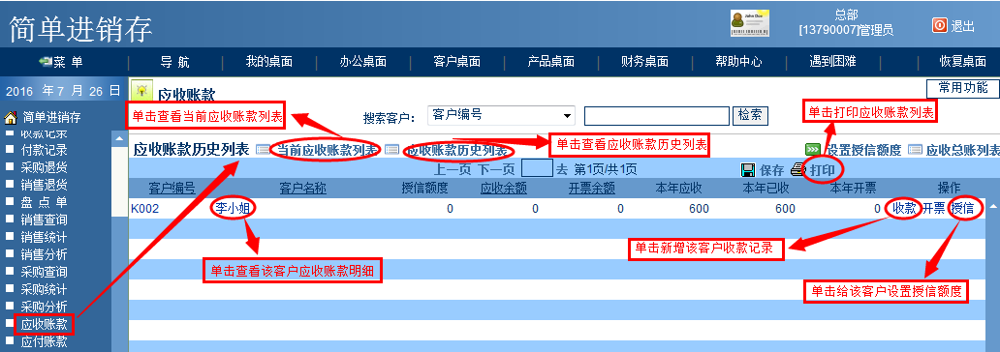 简单进销存
John Doe
总部
[13790007]管理员
退出
菜 单 导 航 我的桌面 办公桌面 客户桌面 产品桌面 财务桌面 帮助中心 遇到困难 恢复桌面
2016 年 7 月 26 日
应收账款
常用功能
单击查看当前应收账款列表
搜索客户: 客户编号 检索
单击打印应收账款列表
简单进销存
收款记录
付款记录
采购退货
销售退货
盘 点 单
销售查询
销售统计
销售分析
采购查询
采购统计
采购分析
应收账款
应付账款
应收账款历史列表 当前应收账款列表 应收账款历史列表
单击查看应收账款历史列表
设置授信额度 应收总账列表
上一页 下一页 去 第1页/共1页 保存 打印
客户编号 客户名称 授信额度 应收余额 开票余额 本年应收 本年已收 本年开票 操作
K002 李小姐 0 0 0 600 600 0 收款 开票 授信
单击新增该客户收款记录
单击查看该客户应收账款明细
单击给该客户设置授信额度